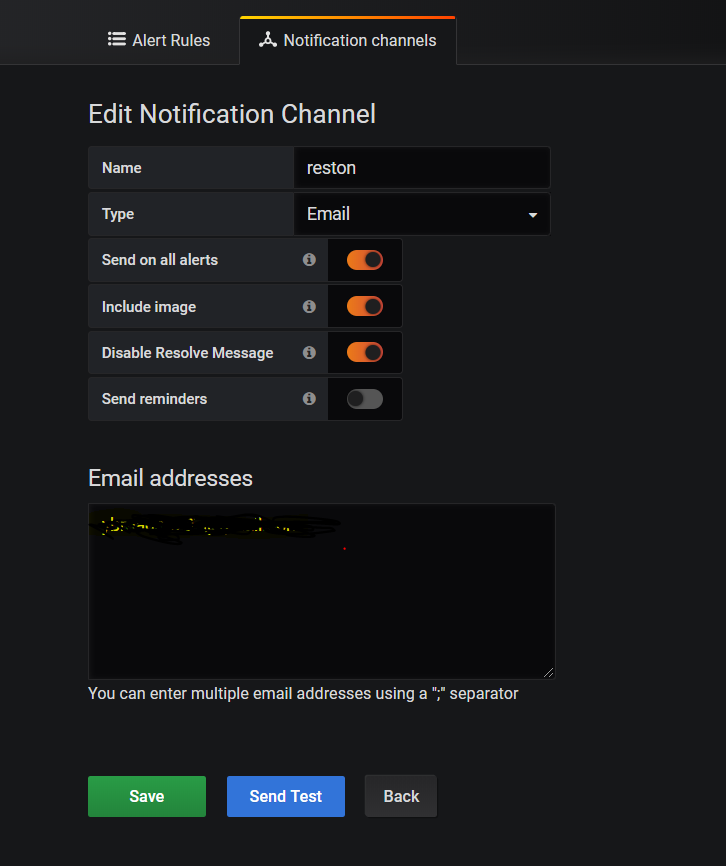 Alert Rules
Notification channels
Edit Notification Channel
Name
reston
Type
Email
Send on all alerts
Include image
Disable Resolve Message
Send reminders
Email addresses
You can enter multiple email addresses using a ";" separator
Save
Send Test
Back